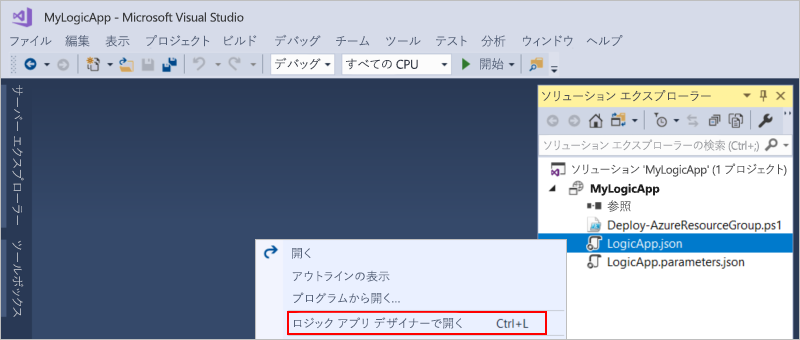 MyLogicApp - Microsoft Visual Studio
ファイル 編集 表示 プロジェクト ビルド デバッグ チーム ツール テスト 分析 ウィンドウ ヘルプ
デバッグ すべての CPU 開始
サーバー エクスプローラー
ツールボックス
ソリューション エクスプローラー
ソリューション エクスプローラーの検索 (Ctrl+;)
ソリューション 'MyLogicApp' (1 プロジェクト)
MyLogicApp
参照
Deploy-AzureResourceGroup.ps1
LogicApp.json
LogicApp.parameters.json
開く
アウトラインの表示
プログラムから開く...
ロジック アプリ デザイナーで開く Ctrl+L